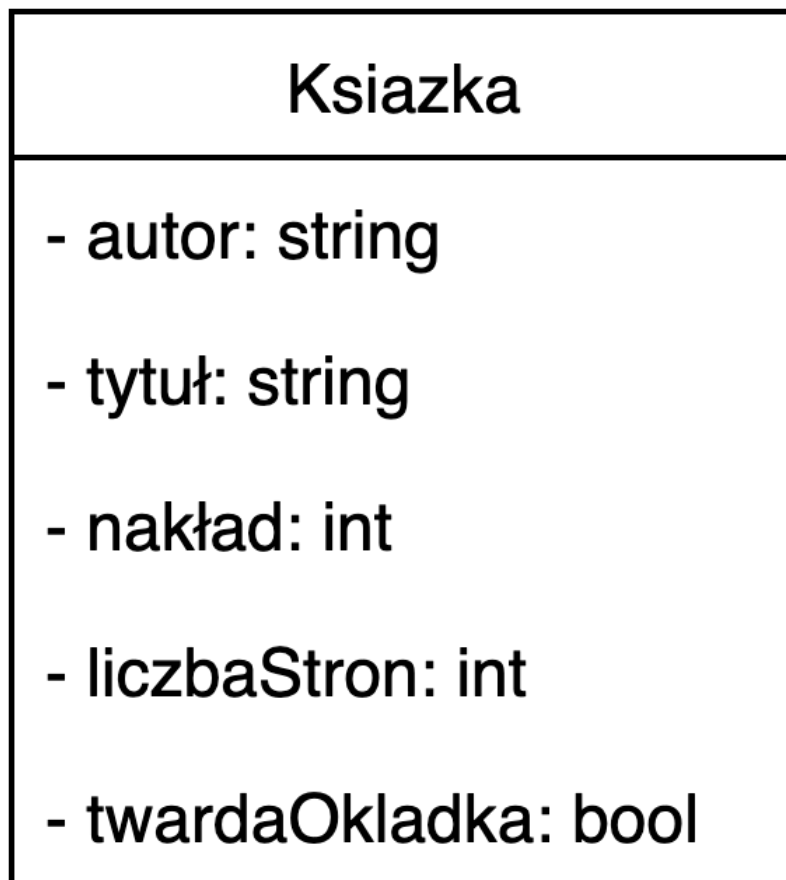 Ksiazka
- autor: string
- tytuł: string
- nakład: int
- liczbaStron: int
- twardaOkladka: bool